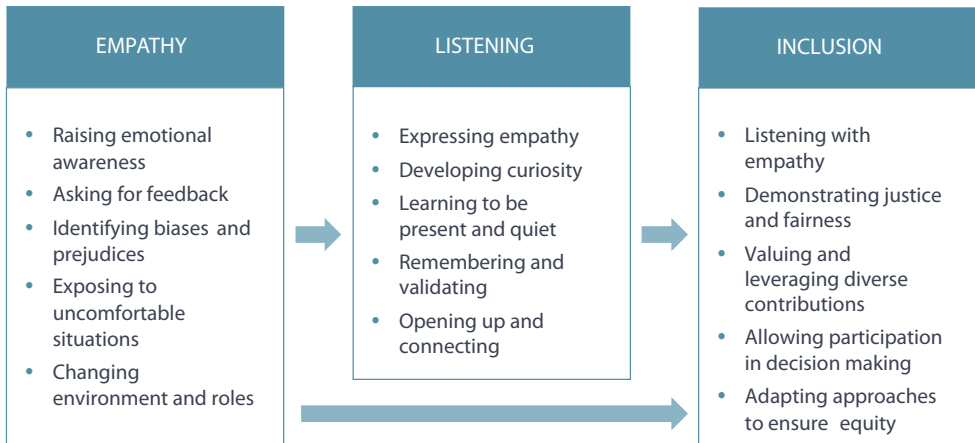 EMPATHY
• Raising emotional
awareness
• Asking for feedback
• Identifying biases and
prejudices
• Exposing to
uncomfortable
situations
• Changing
environment and roles
LISTENING
• Expressing empathy
• Developing curiosity
• Learning to be
present and quiet
• Remembering and
validating
• Opening up and
connecting
INCLUSION
• Listening with
empathy
• Demonstrating justice
and fairness
• Valuing and
leveraging diverse
contributions
• Allowing participation
in decision making
• Adapting approaches
to ensure equity